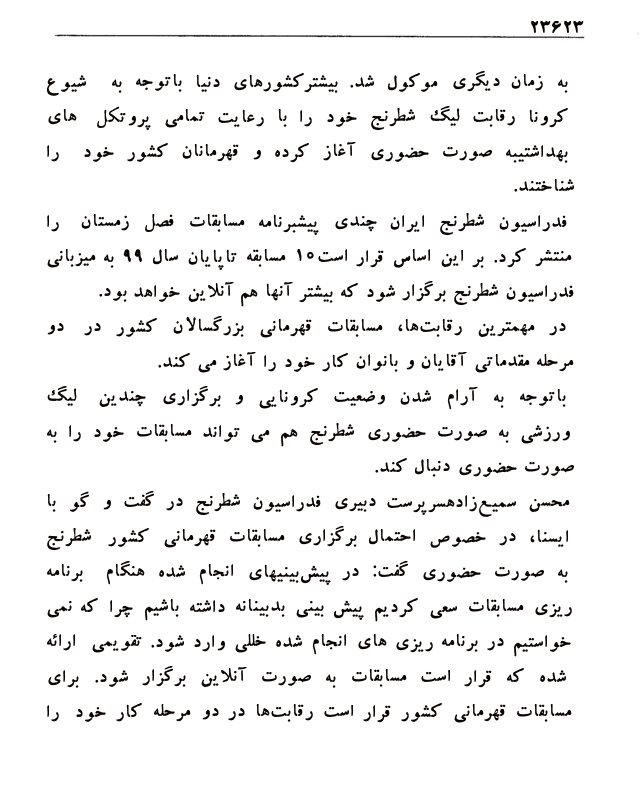 ۲۳۶۲۳
به زمان دیگری موکول شد. بیشترکشورهای دنیا باتوجه به شیوع
کرونا رقابت لیگ شطرنج خود را با رعایت تمامی پروتکل های
بهداشتیبه صورت حضوری آغاز کرده و قهرمانان کشور خود را
شناختند.
فدراسیون شطرنج ایران چندی پیشبرنامه مسابقات فصل زمستان را
منتشر کرد. بر این اساس قرار است۱۰ مسابقه تاپایان سال ۹۹ به میزبانی
فدراسیون شطرنج برگزار شود که بیشتر آنها هم آنلاین خواهد بود.
در مهمترین رقابت‌ها، مسابقات قهرمانی بزرگسالان کشور در دو
مرحله مقدماتی آقایان و بانوان کار خود را آغاز می کند.
باتوجه به آرام شدن وضعیت کرونایی و برگزاری چندین لیگ
ورزشی به صورت حضوری شطرنج هم می تواند مسابقات خود را به
صورت حضوری دنبال کند.
محسن سمیع‌زادهسرپرست دبیری فدراسیون شطرنج در گفت و گو با
ایسنا، در خصوص احتمال برگزاری مسابقات قهرمانی کشور شطرنج
به صورت حضوری گفت: در پیش‌بینیهای انجام شده هنگام برنامه
ریزی مسابقات سعی کردیم پیش بینی بدبینانه داشته باشیم چرا که نمی
خواستیم در برنامه ریزی های انجام شده خللی وارد شود. تقویمی ارائه
شده که قرار است مسابقات به صورت آنلاین برگزار شود. برای
مسابقات قهرمانی کشور قرار است رقابت‌ها در دو مرحله کار خود را